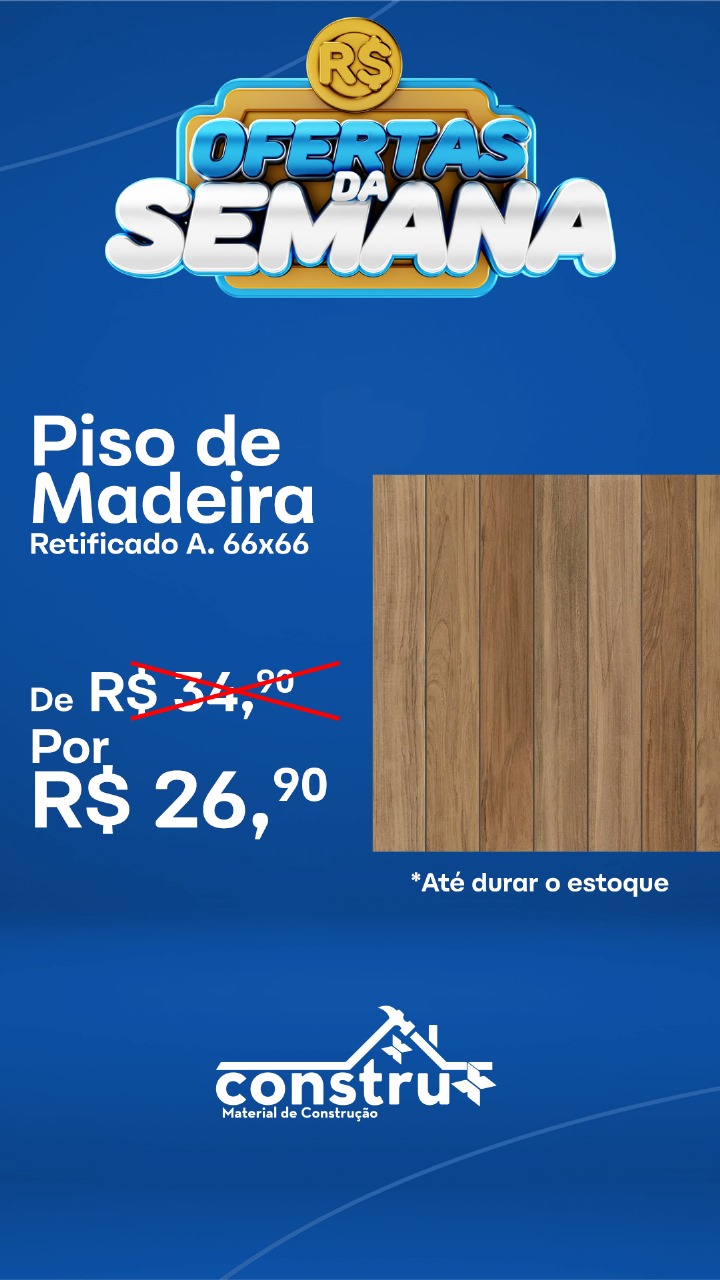 R$
OFERTAS
DA
SEMANA
Piso de
Madeira
Retificado A. 66x66
De R$ 34,90
Por
R$ 26,90
*Até durar o estoque
constru+
Material de Construção